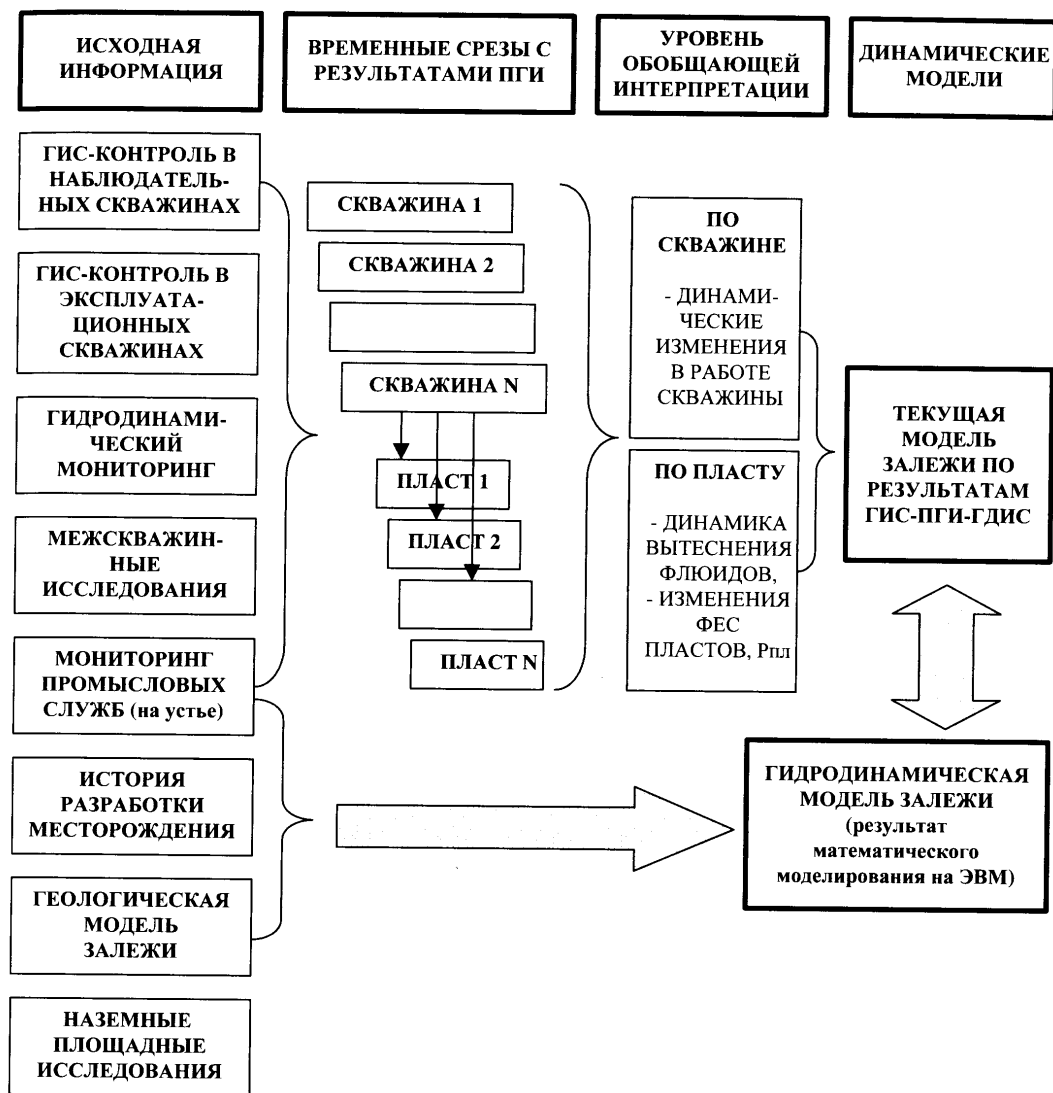 ИСХОДНАЯ
ИНФОРМАЦИЯ
ВРЕМЕННЫЕ СРЕЗЫ С
РЕЗУЛЬТАТАМИ ПГИ
УРОВЕНЬ
ОБОБЩАЮЩЕЙ
ИНТЕРПРЕТАЦИИ
ДИНАМИЧЕСКИЕ
МОДЕЛИ
ГИС-КОНТРОЛЬ В
НАБЛЮДАТЕЛЬ-
НЫХ СКВАЖИНАХ
ГИС-КОНТРОЛЬ В
ЭКСПЛУАТА-
ЦИОННЫХ
СКВАЖИНАХ
ГИДРОДИНАМИ-
ЧЕСКИЙ
МОНИТОРИНГ
МЕЖСКВАЖИН-
НЫЕ
ИССЛЕДОВАНИЯ
МОНИТОРИНГ
ПРОМЫСЛОВЫХ
СЛУЖБ (на устье)
ИСТОРИЯ
РАЗРАБОТКИ
МЕСТОРОЖДЕНИЯ
ГЕОЛОГИЧЕСКАЯ
МОДЕЛЬ
ЗАЛЕЖИ
НАЗЕМНЫЕ
ПЛОЩАДНЫЕ
ИССЛЕДОВАНИЯ
СКВАЖИНА 1
СКВАЖИНА 2
СКВАЖИНА N
ПЛАСТ 1
ПЛАСТ 2
ПЛАСТ N
ПО
СКВАЖИНЕ
- ДИНАМИ-
ЧЕСКИЕ
ИЗМЕНЕНИЯ
В РАБОТЕ
СКВАЖИНЫ
ПО ПЛАСТУ
- ДИНАМИКА
ВЫТЕСНЕНИЯ
ФЛЮИДОВ,
- ИЗМЕНЕНИЯ
ФЕС
ПЛАСТОВ, Рпл
ТЕКУЩАЯ
МОДЕЛЬ
ЗАЛЕЖИ ПО
РЕЗУЛЬТАТАМ
ГИС-ПГИ-ГДИС
ГИДРОДИНАМИЧЕСКАЯ
МОДЕЛЬ ЗАЛЕЖИ
(результат
математического
моделирования на ЭВМ)